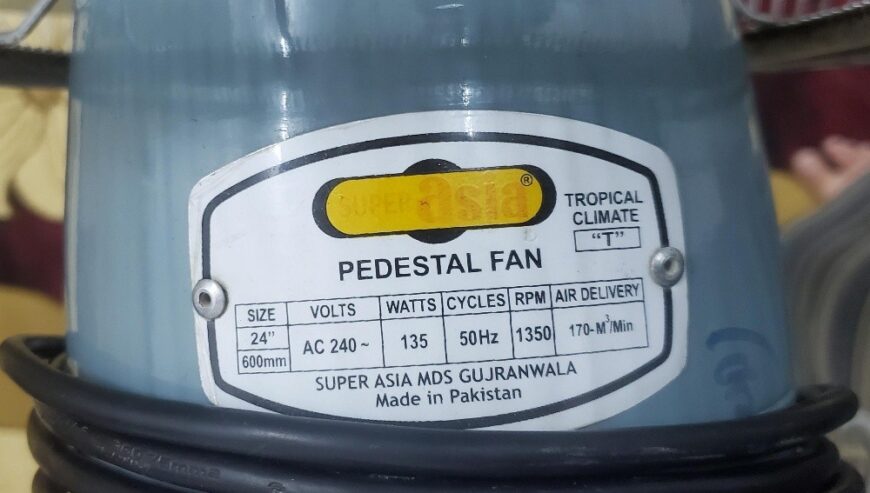 SUPER asia ®
TROPICAL
CLIMATE
"T"
PEDESTAL FAN
SIZE VOLTS WATTS CYCLES RPM AIR DELIVERY
24" 600mm AC 240~ 135 50Hz 1350 170-M³/Min
SUPER ASIA MDS GUJRANWALA
Made in Pakistan